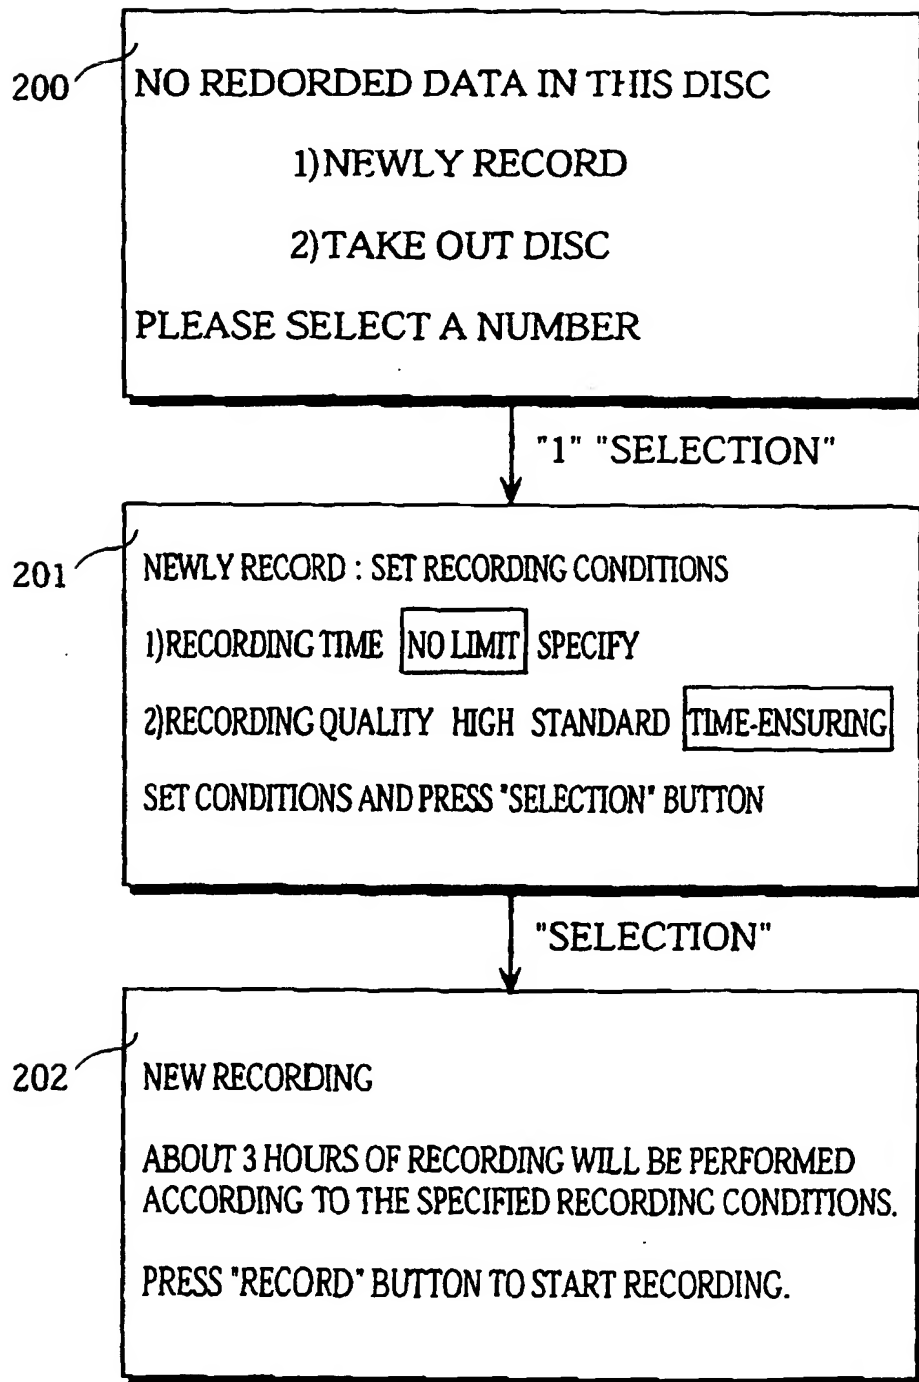 200
NO REDORDED DATA IN THIS DISC
1)NEWLY RECORD
2)TAKE OUT DISC
PLEASE SELECT A NUMBER
"1" "SELECTION"
201
NEWLY RECORD : SET RECORDING CONDITIONS
1)RECORDING TIME NO LIMIT SPECIFY
2)RECORDING QUALITY HIGH STANDARD TIME-ENSURING
SET CONDITIONS AND PRESS "SELECTION" BUTTON
"SELECTION"
202
NEW RECORDING
ABOUT 3 HOURS OF RECORDING WILL BE PERFORMED
ACCORDING TO THE SPECIFIED RECORDING CONDITIONS.
PRESS "RECORD" BUTTON TO START RECORDING.